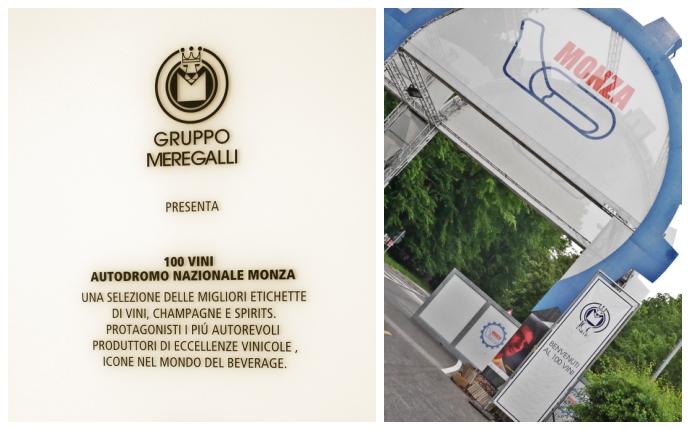 GRUPPO
MEREGALLI
PRESENTA
100 VINI
AUTODROMO NAZIONALE MONZA
UNA SELEZIONE DELLE MIGLIORI ETICHETTE
DI VINI, CHAMPAGNE E SPIRITS.
PROTAGONISTI I PIÚ AUTOREVOLI
PRODUTTORI DI ECCELLENZE VINICOLE ,
ICONE NEL MONDO DEL BEVERAGE.
MONZA
BENVENUTI
AL 100 VINI